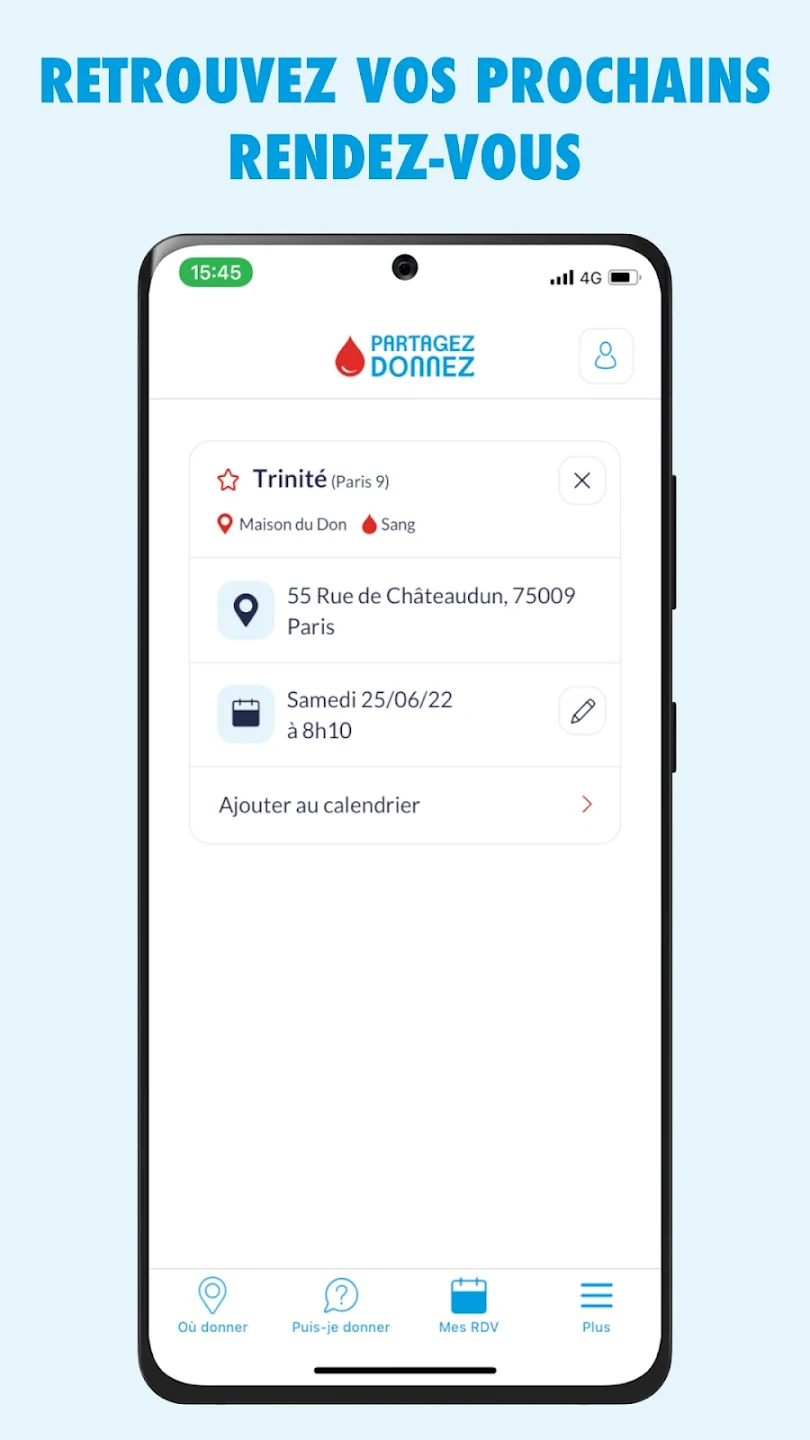 RETROUVEZ VOS PROCHAINS
RENDEZ-VOUS
15:45
4G
PARTAGEZ
DONNEZ
Trinité (Paris 9)
Maison du Don Sang
55 Rue de Châteaudun, 75009
Paris
Samedi 25/06/22
à 8h10
Ajouter au calendrier
Où donner Puis-je donner Mes RDV Plus